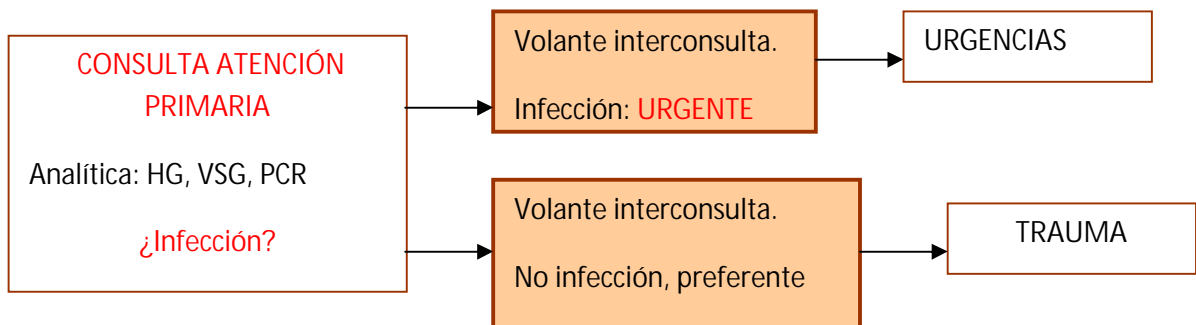 CONSULTA ATENCIÓN
PRIMARIA
Analítica: HG, VSG, PCR
¿Infección?
Volante interconsulta.
Infección: URGENTE
URGENCIAS
Volante interconsulta.
No infección, preferente
TRAUMA